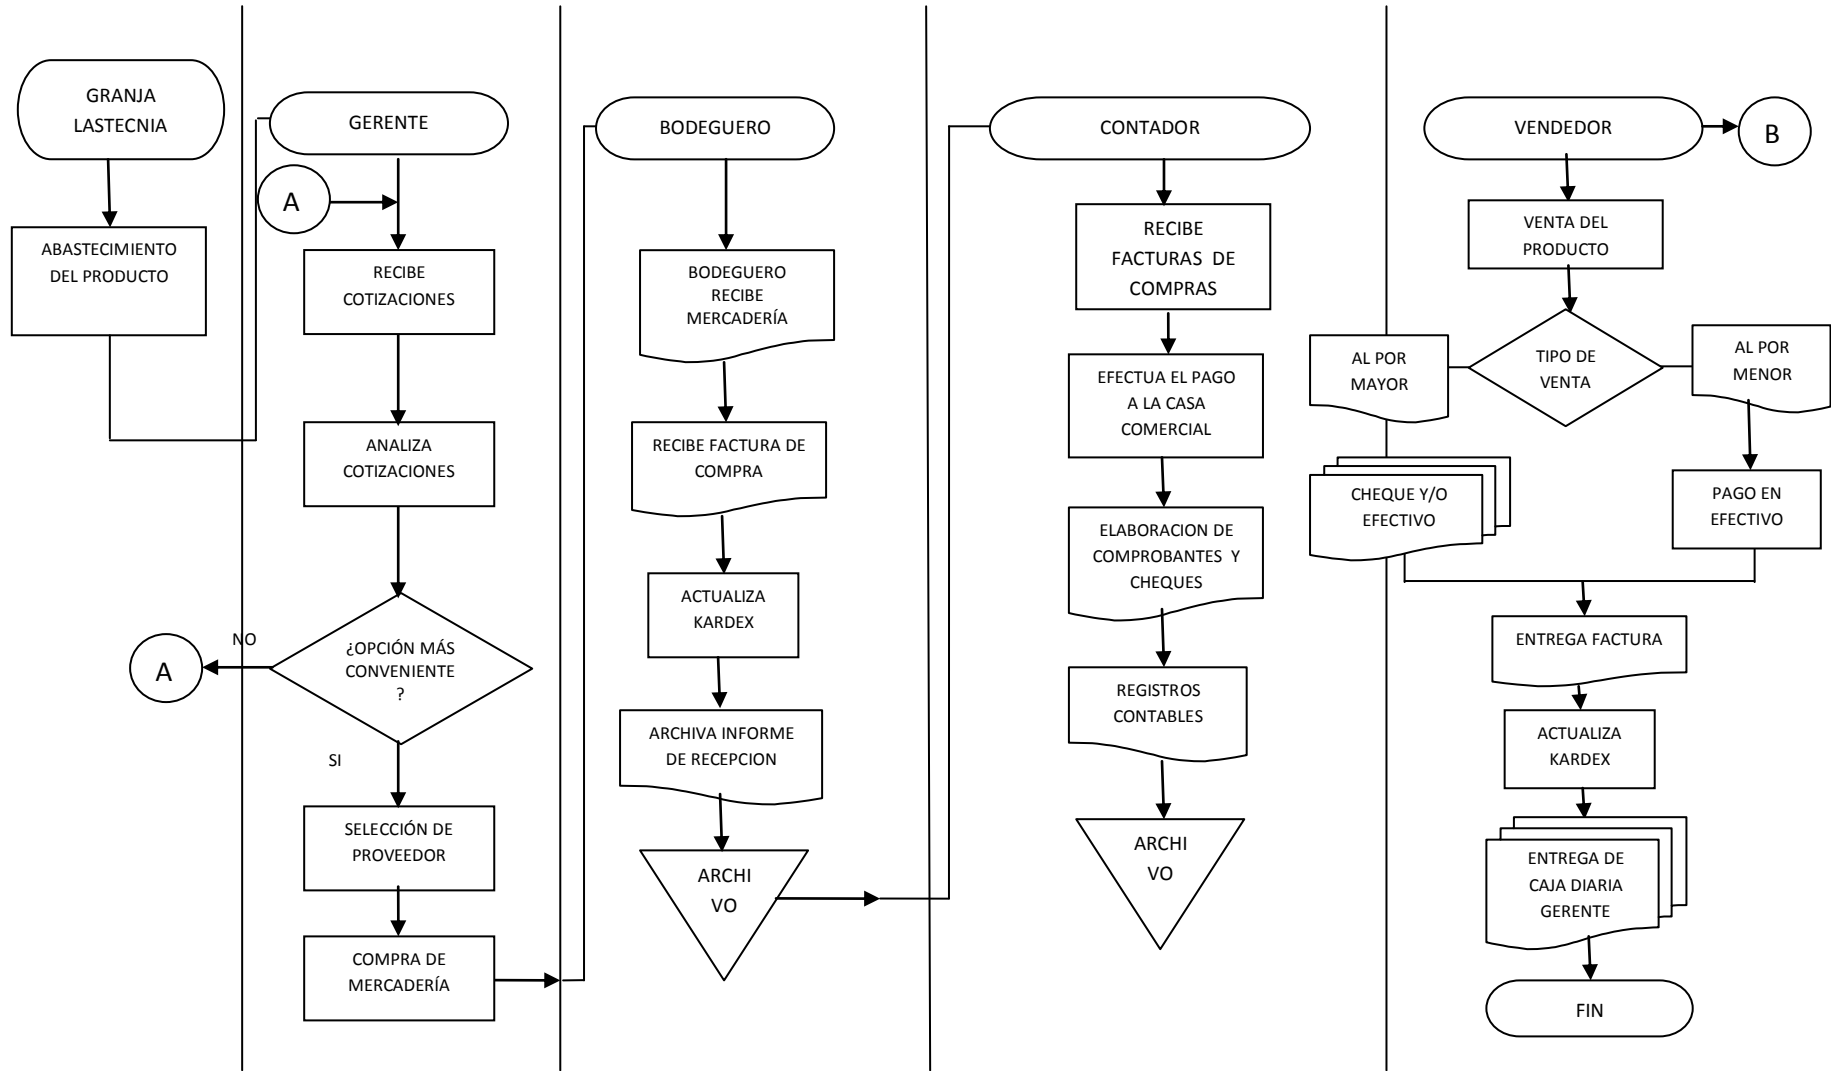 GRANJA
LASTECNIA
ABASTECIMIENTO
DEL PRODUCTO
GERENTE
A
RECIBE
COTIZACIONES
ANALIZA
COTIZACIONES
¿OPCIÓN MÁS
CONVENIENTE
?
NO
A
SI
SELECCIÓN DE
PROVEEDOR
COMPRA DE
MERCADERÍA
BODEGUERO
BODEGUERO
RECIBE
MERCADERÍA
RECIBE FACTURA DE
COMPRA
ACTUALIZA
KARDEX
ARCHIVA INFORME
DE RECEPCION
ARCHI
VO
CONTADOR
RECIBE
FACTURAS DE
COMPRAS
EFECTUA EL PAGO
A LA CASA
COMERCIAL
ELABORACION DE
COMPROBANTES Y
CHEQUES
REGISTROS
CONTABLES
ARCHI
VO
VENDEDOR
B
VENTA DEL
PRODUCTO
TIPO DE
VENTA
AL POR
MAYOR
AL POR
MENOR
CHEQUE Y/O
EFECTIVO
PAGO EN
EFECTIVO
ENTREGA FACTURA
ACTUALIZA
KARDEX
ENTREGA DE
CAJA DIARIA
GERENTE
FIN